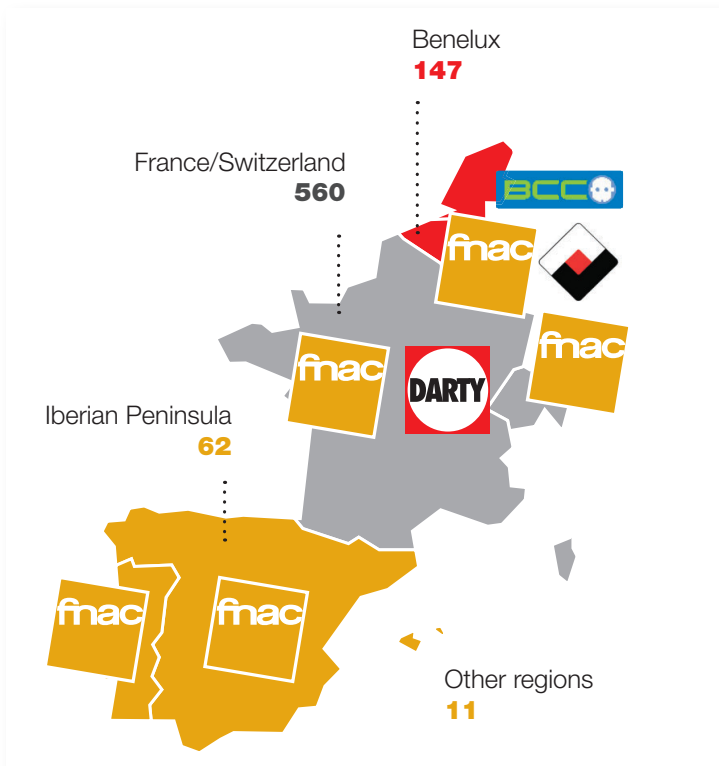 Benelux
147
France/Switzerland
560
BCC
fnac
fnac
fnac
DARTY
Iberian Peninsula
62
fnac
fnac
Other regions
11